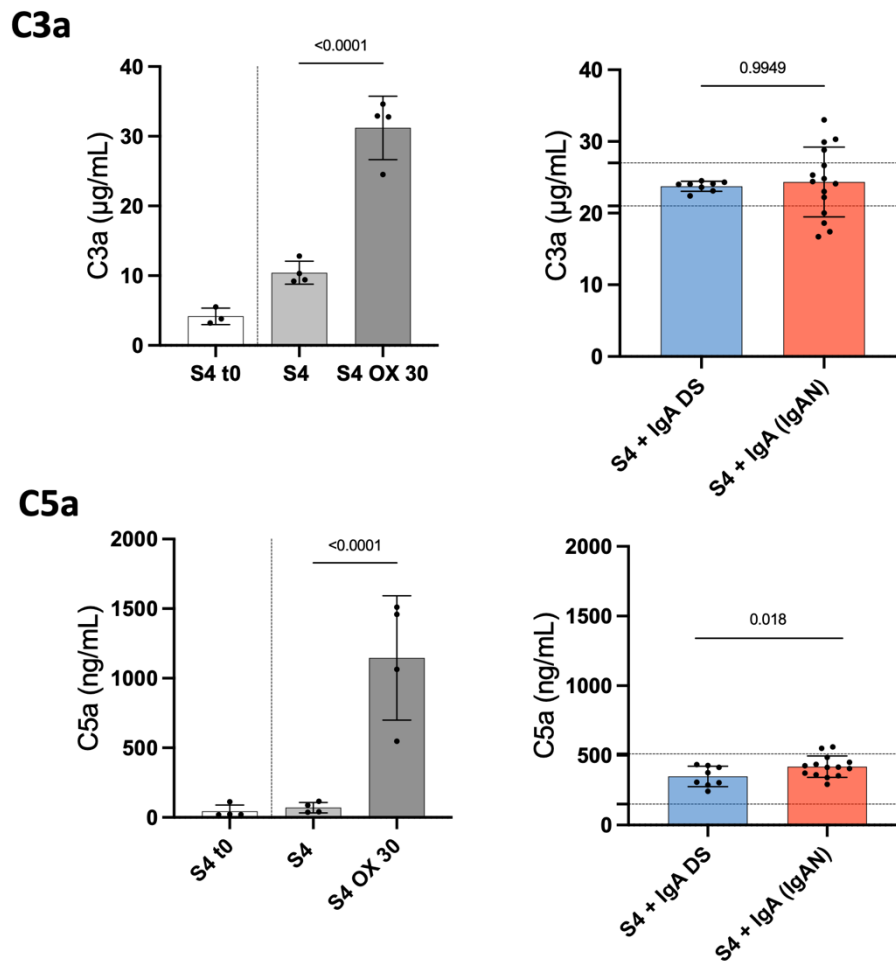 C3a
<0.0001
40
30
20
10
0
C3a (µg/mL)
S4 t0
S4
S4 OX 30
0.9949
40
30
20
10
0
C3a (µg/mL)
S4 + IgA DS
S4 + IgA (IgAN)
C5a
<0.0001
2000
1500
1000
500
0
C5a (ng/mL)
S4 t0
S4
S4 OX 30
0.018
2000
1500
1000
500
0
C5a (ng/mL)
S4 + IgA DS
S4 + IgA (IgAN)